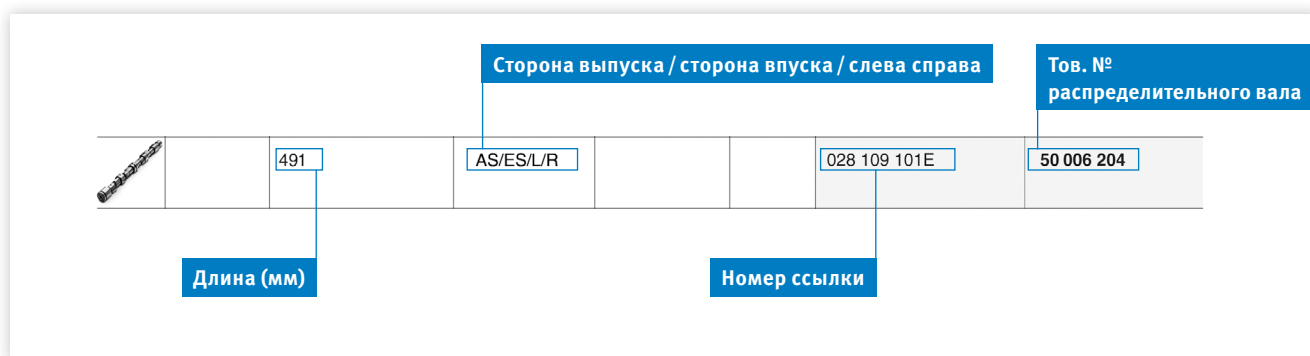 Сторона выпуска / сторона впуска / слева справа
Тов. №
распределительного вала
491
AS/ES/L/R
028 109 101E
50 006 204
Длина (мм)
Номер ссылки